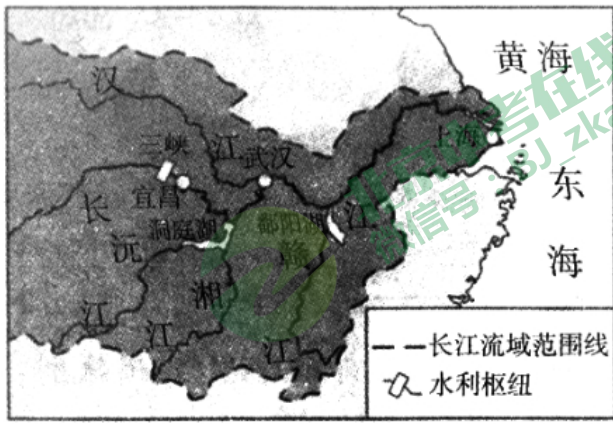 黄海
汉
江
三峡
武汉
上海
宜昌
长
江
东
海
洞庭湖
鄱阳湖
沅
江
湘
江
赣
江
长江流域范围线
水利枢纽